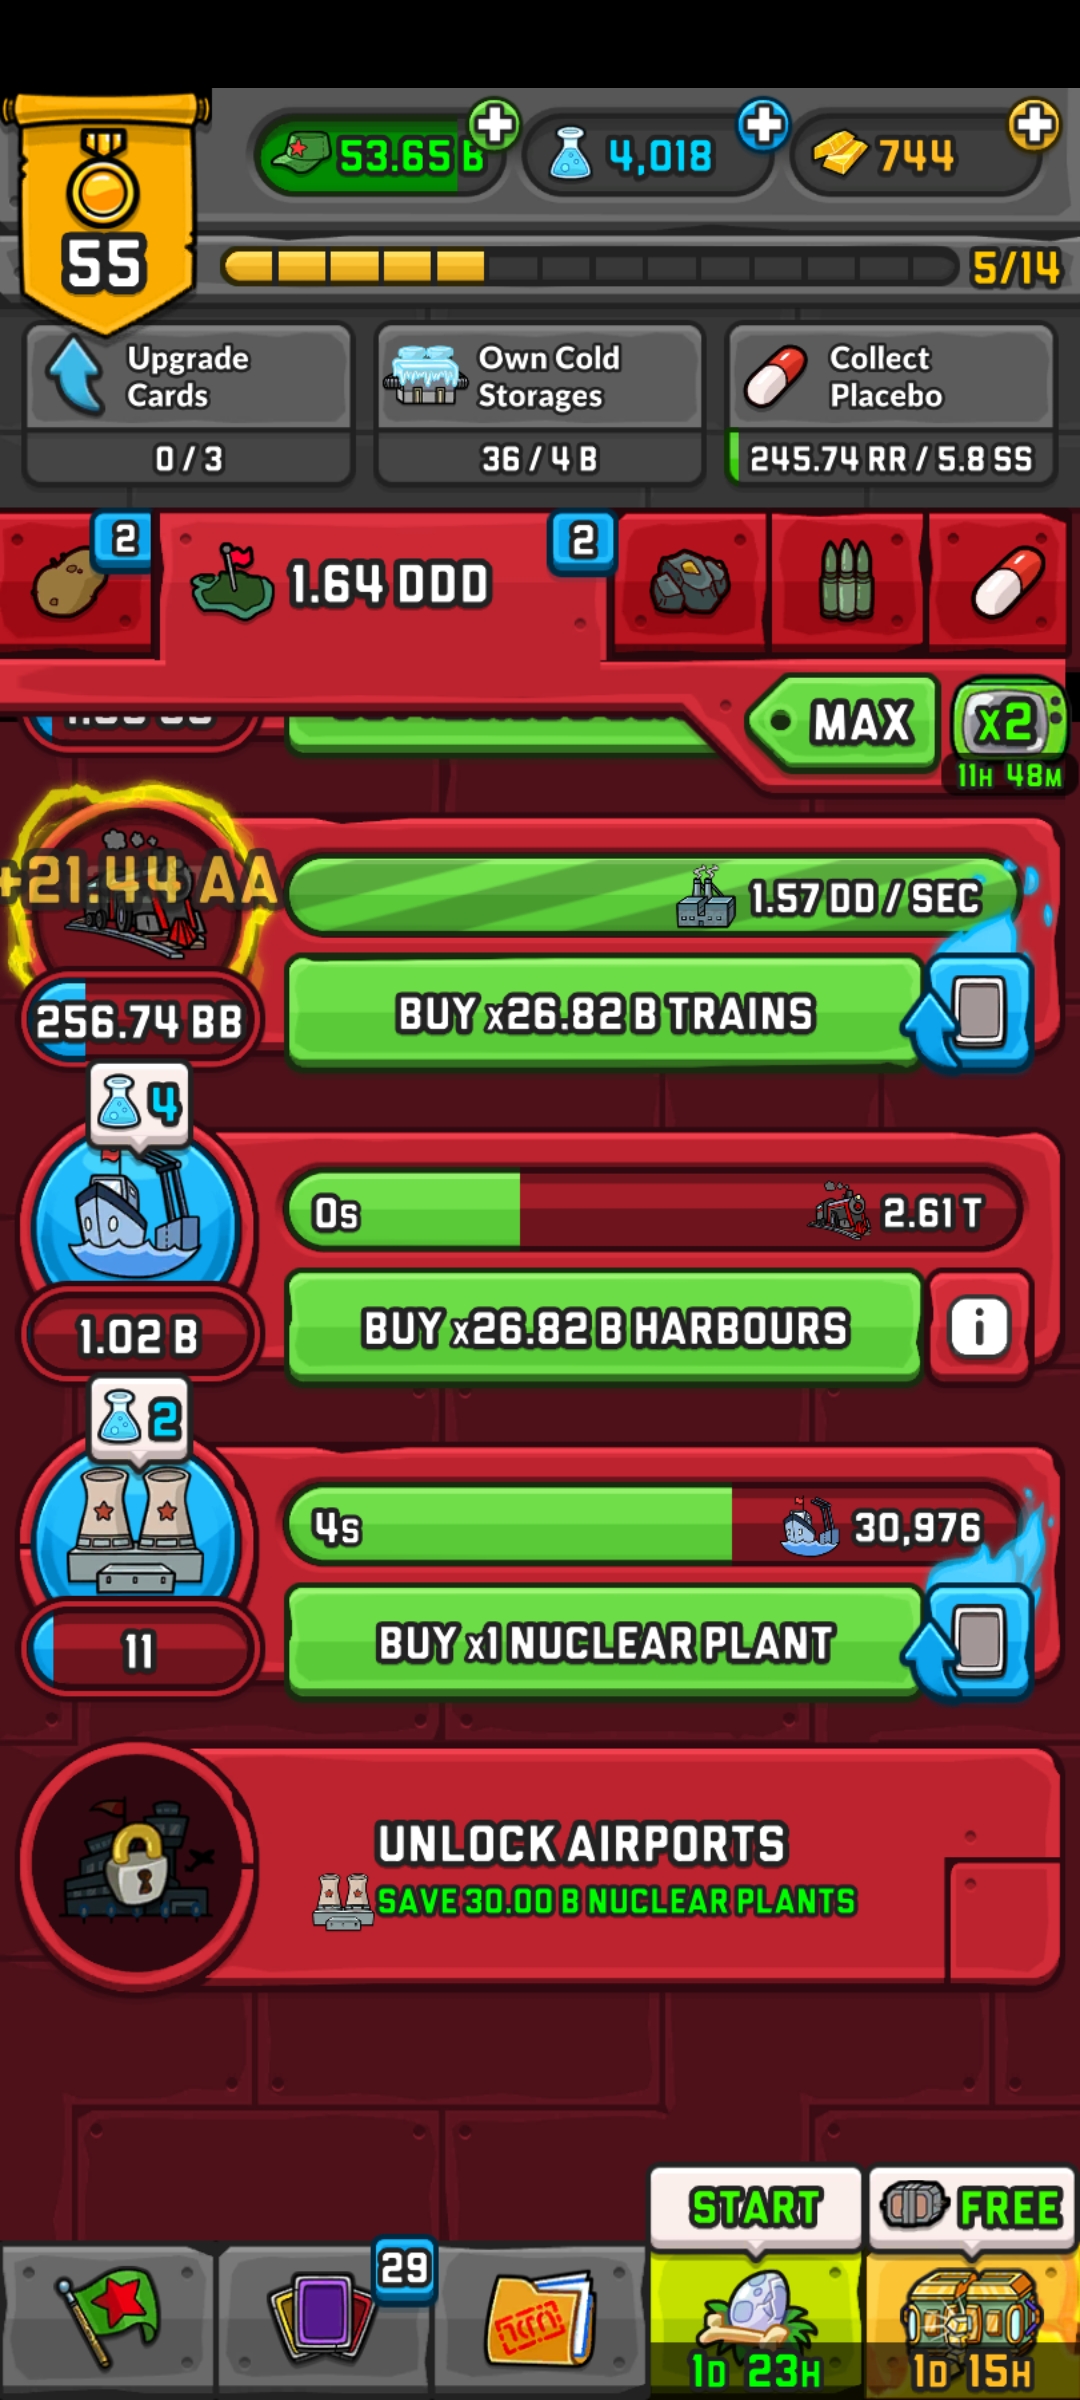 53.65 B
4,018
744
55
5/14
Upgrade
Cards
0 / 3
Own Cold
Storages
36 / 4 B
Collect
Placebo
245.74 RR / 5.8 SS
2
1.64 DDD
2
MAX
x2
11H 48M
+21.44 AA
1.57 DD / SEC
256.74 BB
BUY x26.82 B TRAINS
4
0s
2.61 T
1.02 B
BUY x26.82 B HARBOURS
i
2
4s
30,976
11
BUY x1 NUCLEAR PLANT
UNLOCK AIRPORTS
SAVE 30.00 B NUCLEAR PLANTS
START
FREE
29
1D 23H
1D 15H